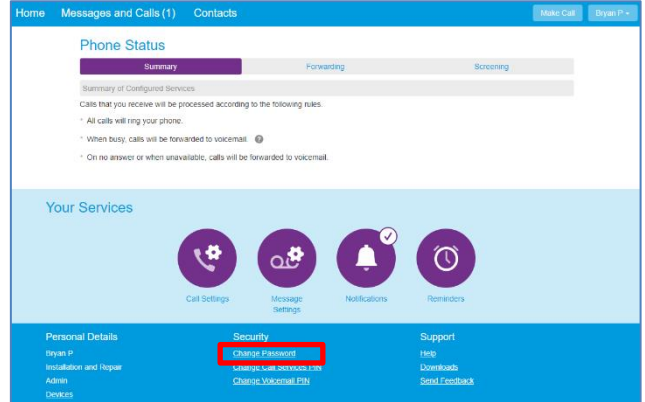 Home Messages and Calls (1) Contacts Make Call Bryan P
Phone Status
Summary Forwarding Screening
Summary of Configured Services
Calls that you receive will be processed according to the following rules.
* All calls will ring your phone.
* When busy, calls will be forwarded to voicemail. ?
* On no answer or when unavailable, calls will be forwarded to voicemail.
Your Services
Call Settings Message Settings Notifications Reminders
Personal Details Security Support
Bryan P Change Password Help
Installation and Repair Change Call Services PIN Downloads
Admin Change Voicemail PIN Send Feedback
Devices